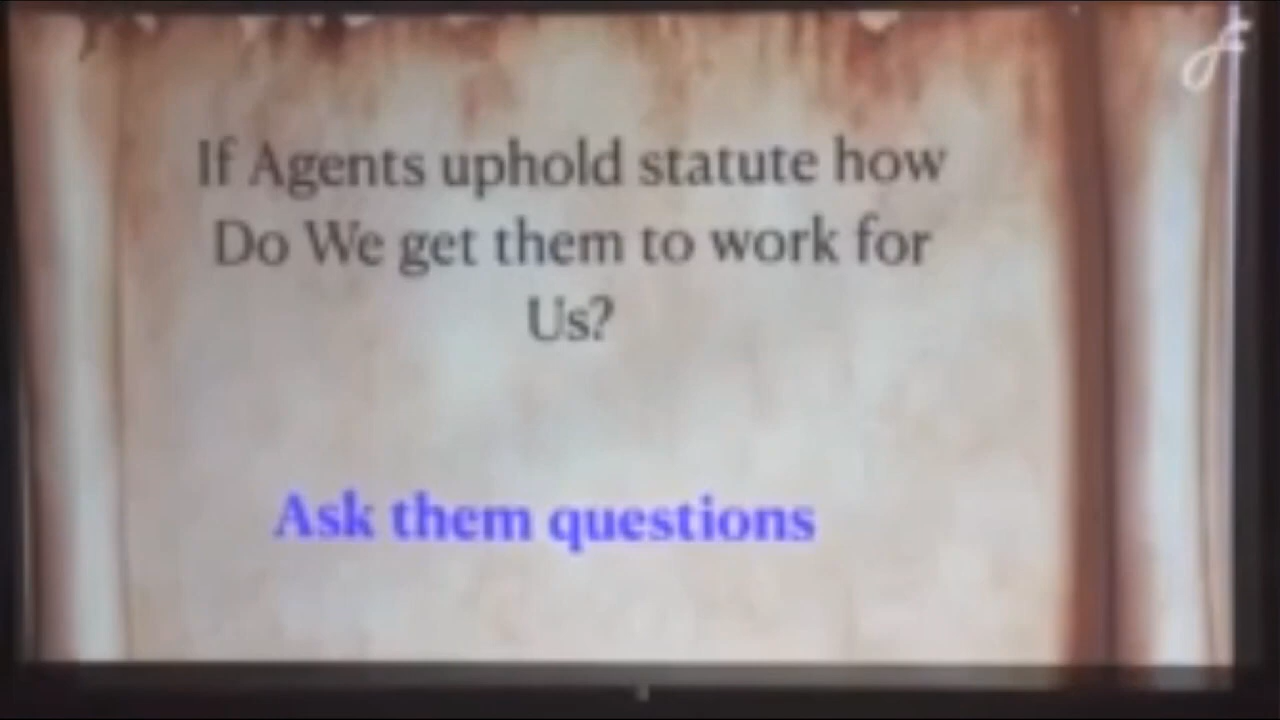 If Agents uphold statute how
Do We get them to work for
Us?
Ask them questions